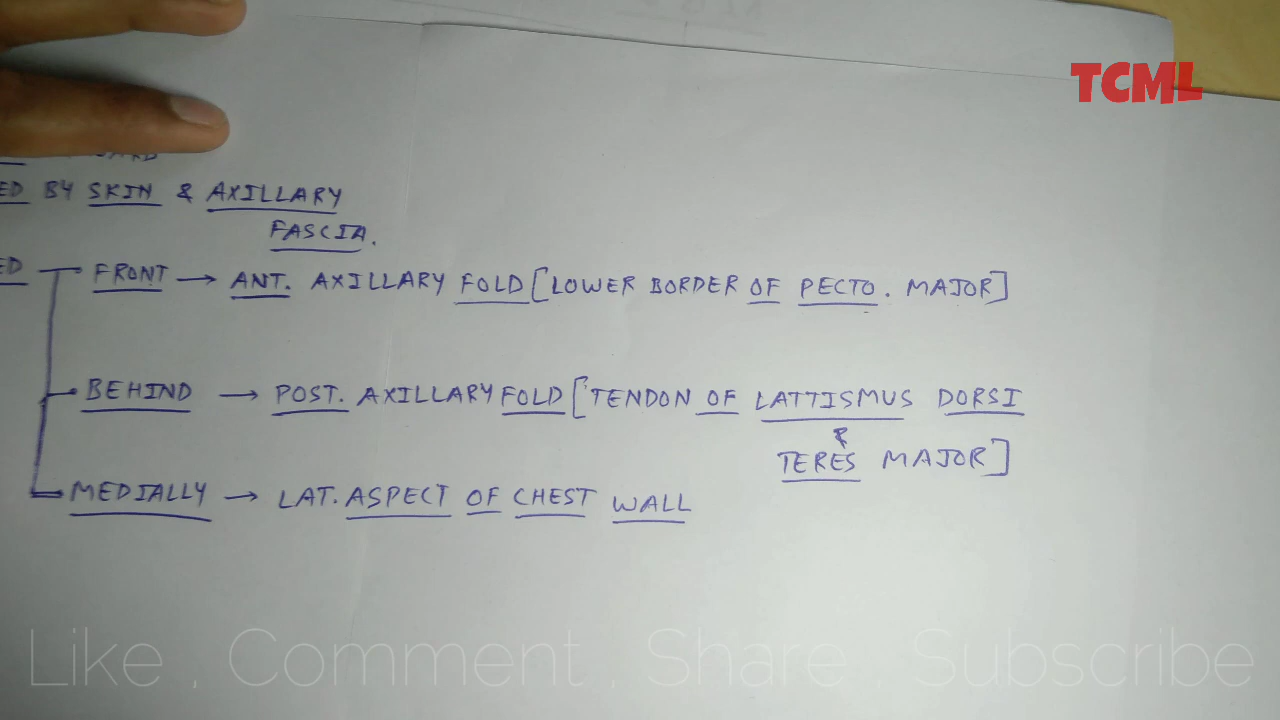 TCML
ED BY SKIN & AXILLARY
FASCIA.
ED FRONT → ANT. AXILLARY FOLD [LOWER BORDER OF PECTO. MAJOR]
BEHIND → POST. AXILLARY FOLD [TENDON OF LATTISMUS DORSI
&
TERES MAJOR]
MEDIALLY → LAT. ASPECT OF CHEST WALL
Like , Comment , Share , Subscribe